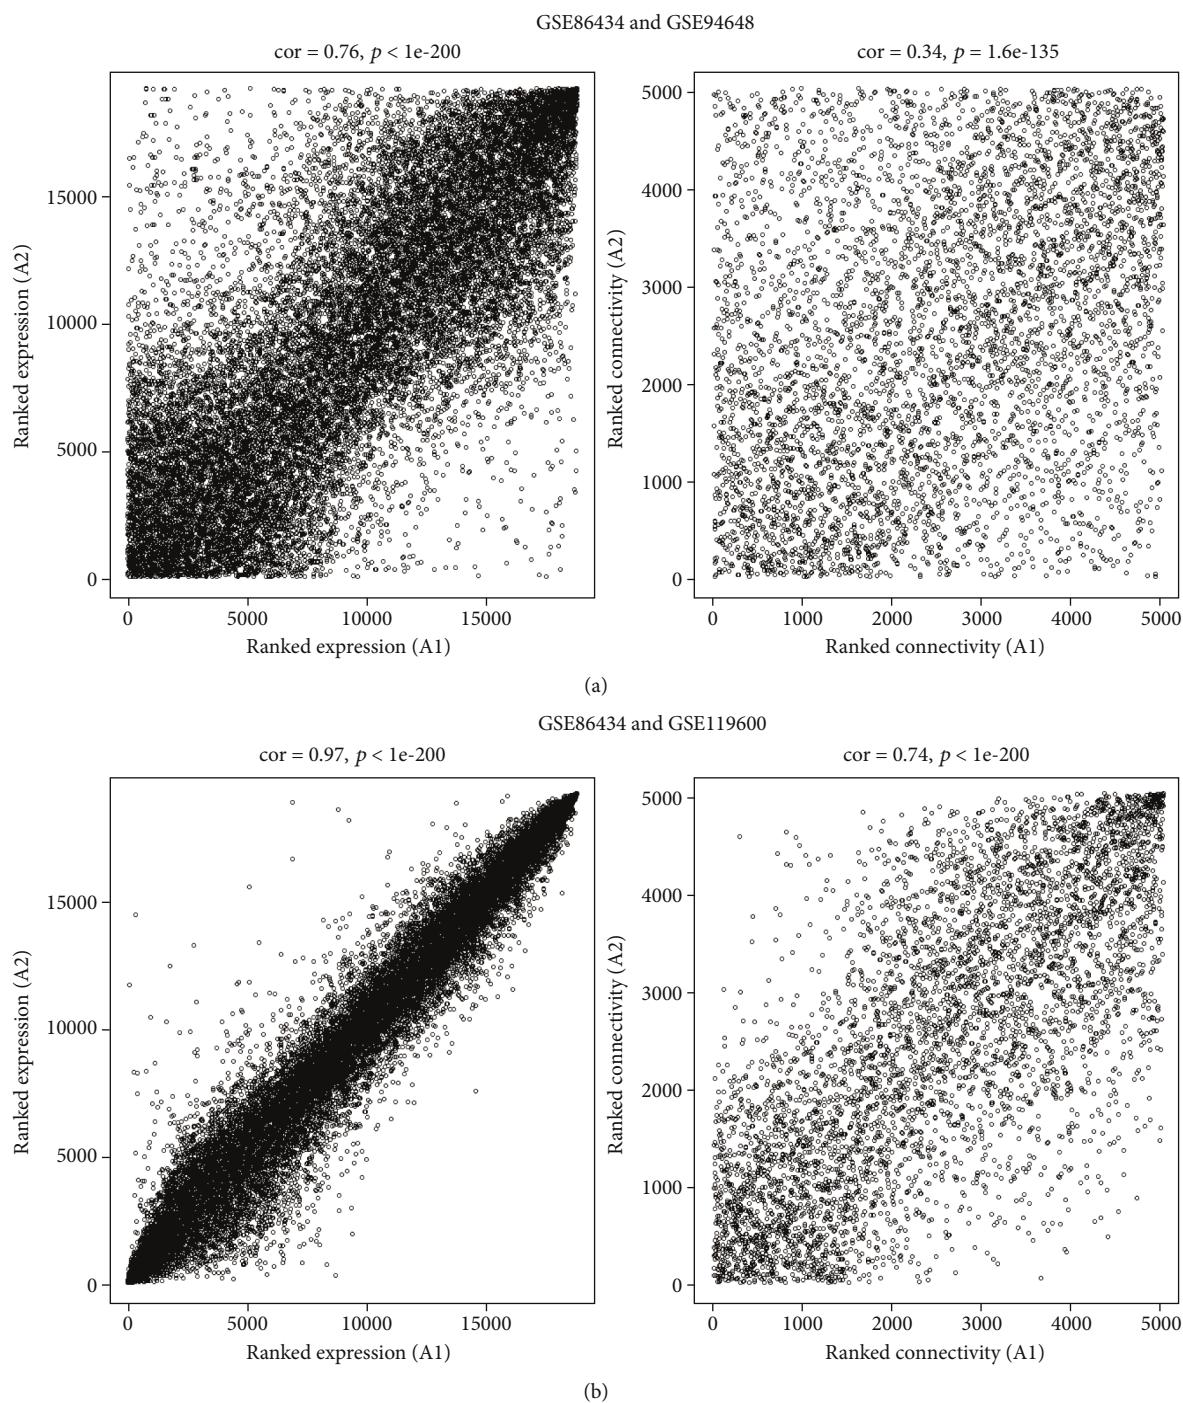 GSE86434 and GSE94648
cor = 0.76, p < 1e-200
cor = 0.34, p = 1.6e-135
Ranked expression (A2)
15000
10000
5000
0
0 5000 10000 15000
Ranked expression (A1)
Ranked connectivity (A2)
5000
4000
3000
2000
1000
0
0 1000 2000 3000 4000 5000
Ranked connectivity (A1)
(a)
GSE86434 and GSE119600
cor = 0.97, p < 1e-200
cor = 0.74, p < 1e-200
Ranked expression (A2)
15000
10000
5000
0
0 5000 10000 15000
Ranked expression (A1)
Ranked connectivity (A2)
5000
4000
3000
2000
1000
0
0 1000 2000 3000 4000 5000
Ranked connectivity (A1)
(b)